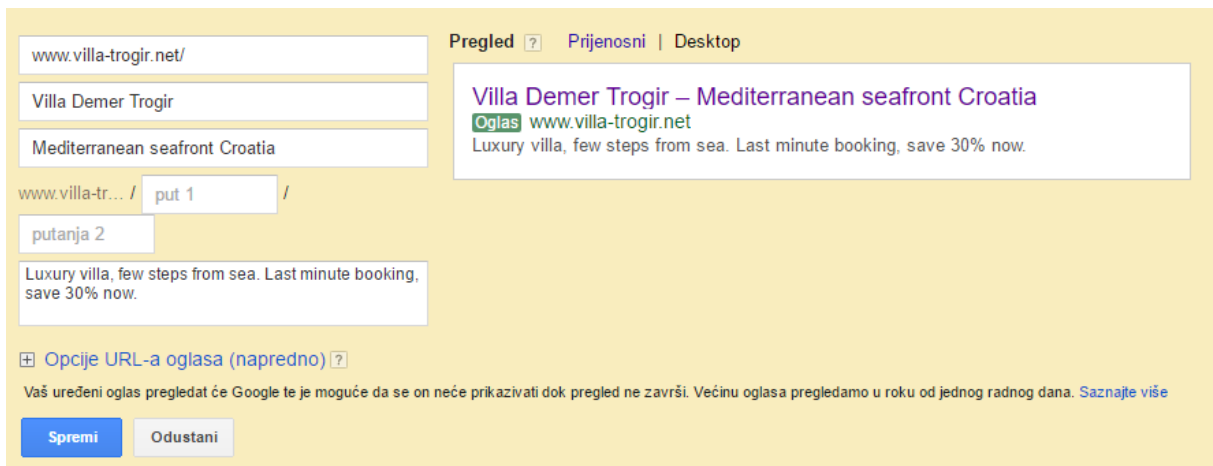 www.villa-trogir.net/
Villa Demer Trogir
Mediterranean seafront Croatia
www.villa-tr... / put 1 /
putanja 2
Luxury villa, few steps from sea. Last minute booking,
save 30% now.
Pregled ? Prijenosni | Desktop
Villa Demer Trogir – Mediterranean seafront Croatia
Oglas www.villa-trogir.net
Luxury villa, few steps from sea. Last minute booking, save 30% now.
Opcije URL-a oglasa (napredno) ?
Vaš uređeni oglas pregledat će Google te je moguće da se on neće prikazivati dok pregled ne završi. Većinu oglasa pregledamo u roku od jednog radnog dana. Saznajte više
Spremi Odustani